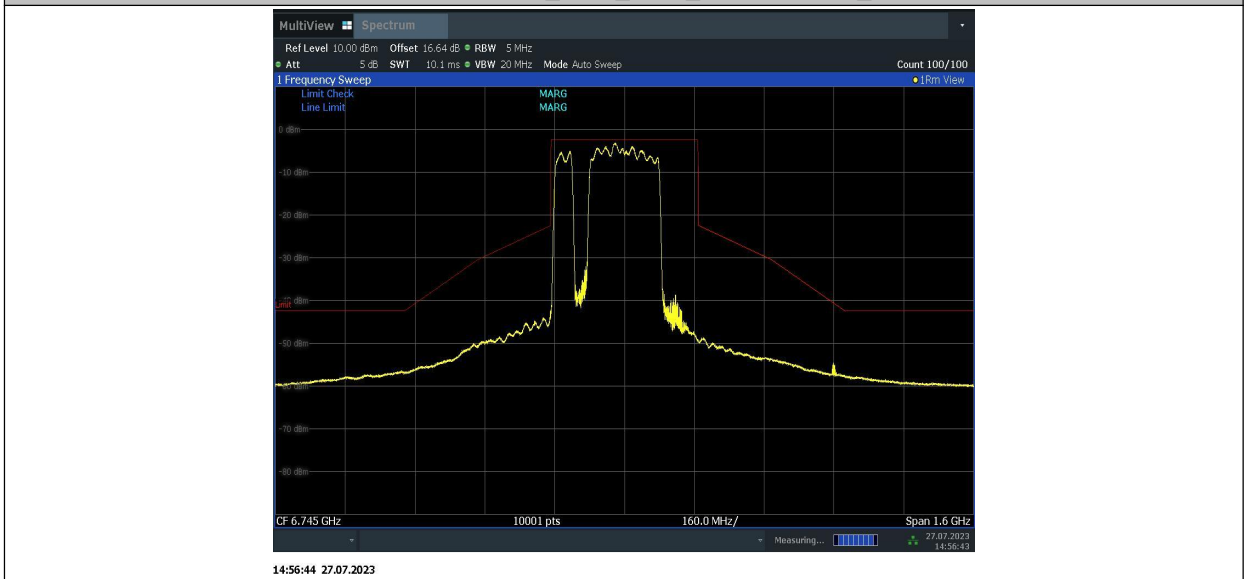 MultiView Spectrum
Ref Level 10.00 dBm Offset 16.64 dB RBW 5 MHz
Att 5 dB SWT 10.1 ms VBW 20 MHz Mode Auto Sweep Count 100/100
1 Frequency Sweep 1Rm View
Limit Check MARG
Line Limit MARG
0 dBm
-10 dBm
-20 dBm
-30 dBm
Limit dBm
-50 dBm
dBm
-70 dBm
-80 dBm
CF 6.745 GHz 10001 pts 160.0 MHz/ Span 1.6 GHz
Measuring... 27.07.2023
14:56:43
14:56:44 27.07.2023